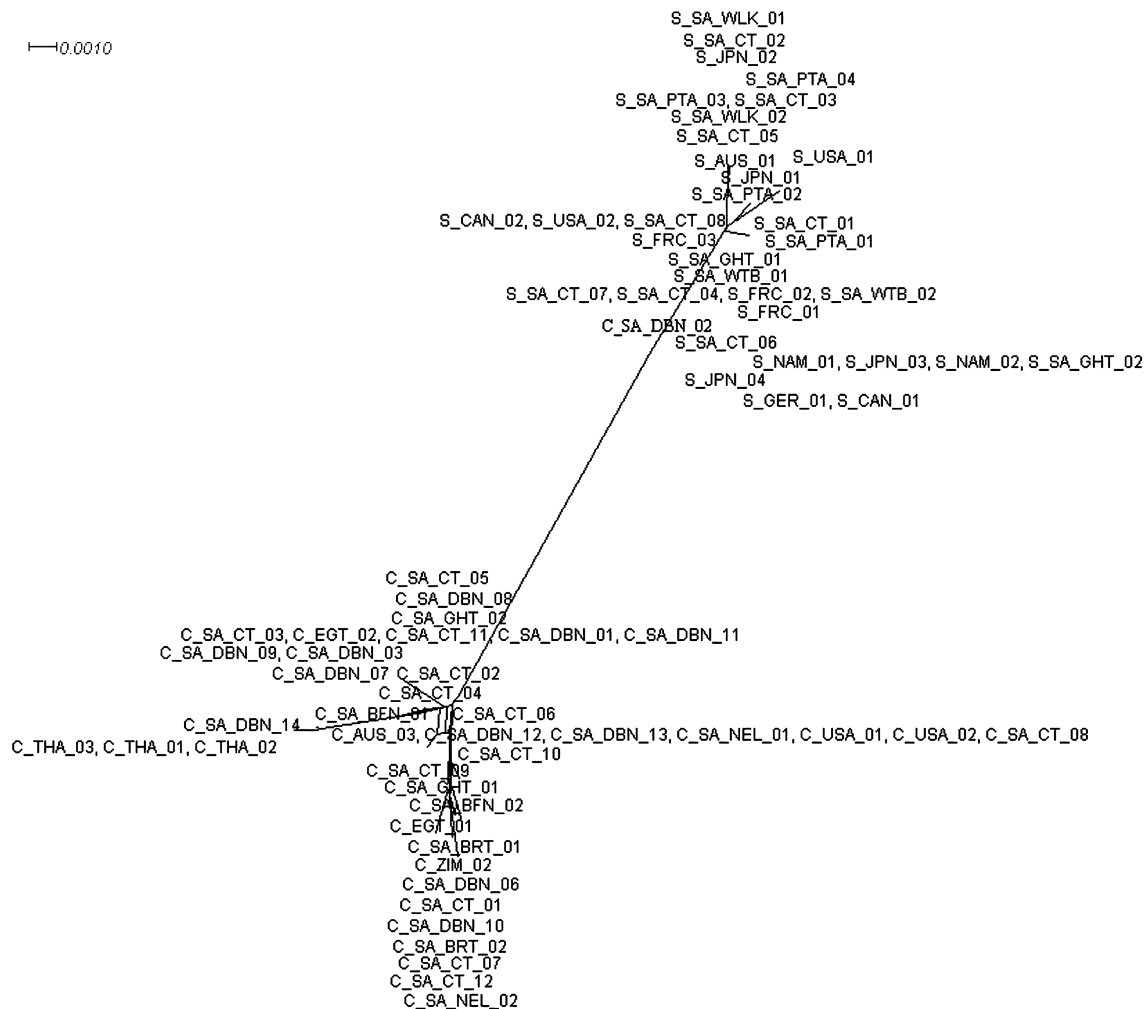 S_SA_WLK_01
0.0010
S_SA_CT_02
S_JPN_02
S_SA_PTA_04
S_SA_PTA_03, S_SA_CT_03
S_SA_WLK_02
S_SA_CT_05
S_AUS_01
S_USA_01
S_JPN_01
S_SA_PTA_02
S_CAN_02, S_USA_02, S_SA_CT_08
S_SA_CT_01
S_FRC_03
S_SA_PTA_01
S_SA_GHT_01
S_SA_WTB_01
S_SA_CT_07, S_SA_CT_04, S_FRC_02, S_SA_WTB_02
S_FRC_01
C_SA_DBN_02
S_SA_CT_06
S_NAM_01, S_JPN_03, S_NAM_02, S_SA_GHT_02
S_JPN_04
S_GER_01, S_CAN_01
C_SA_CT_05
C_SA_DBN_08
C_SA_GHT_02
C_SA_CT_03, C_EGT_02, C_SA_CT_11, C_SA_DBN_01, C_SA_DBN_11
C_SA_DBN_09, C_SA_DBN_03
C_SA_DBN_07
C_SA_CT_02
C_SA_CT_04
C_SA_BFN_01
C_SA_CT_06
C_SA_DBN_14
C_AUS_03, C_SA_DBN_12, C_SA_DBN_13, C_SA_NEL_01, C_USA_01, C_USA_02, C_SA_CT_08
C_THA_03, C_THA_01, C_THA_02
C_SA_CT_10
C_SA_CT_09
C_SA_GHT_01
C_SA_BFN_02
C_EGT_01
C_SA_BRT_01
C_ZIM_02
C_SA_DBN_06
C_SA_CT_01
C_SA_DBN_10
C_SA_BRT_02
C_SA_CT_07
C_SA_CT_12
C_SA_NEL_02